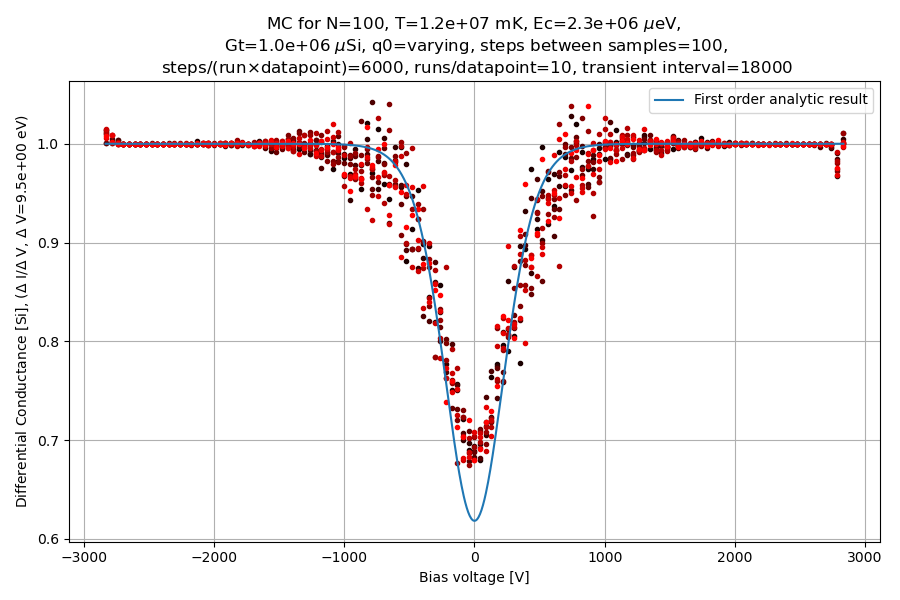 MC for N=100, T=1.2e+07 mK, Ec=2.3e+06 μeV,
Gt=1.0e+06 μSi, q0=varying, steps between samples=100,
steps/(run×datapoint)=6000, runs/datapoint=10, transient interval=18000
First order analytic result
Differential Conductance [Si], (Δ I/Δ V, Δ V=9.5e+00 eV)
1.0
0.9
0.8
0.7
0.6
−3000 −2000 −1000 0 1000 2000 3000
Bias voltage [V]